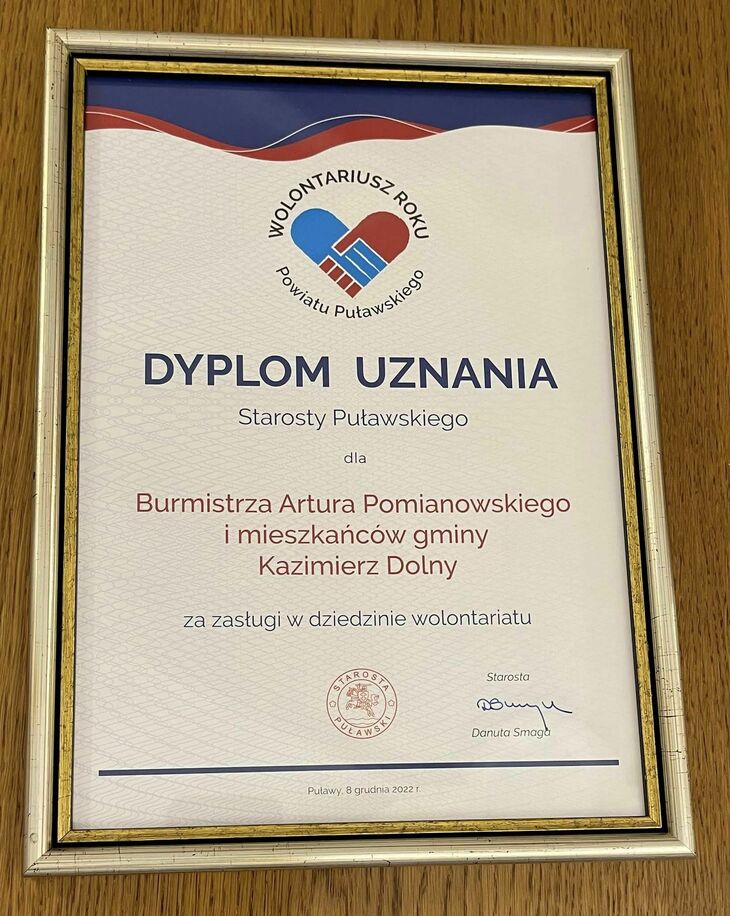 WOLONTARIUSZ ROKU
Powiatu Puławskiego
DYPLOM UZNANIA
Starosty Puławskiego
dla
Burmistrza Artura Pomianowskiego
i mieszkańców gminy
Kazimierz Dolny
za zasługi w dziedzinie wolontariatu
STAROSTA
PUŁAWSKI
Starosta
Danuta Smaga
Puławy, 8 grudnia 2022 r.